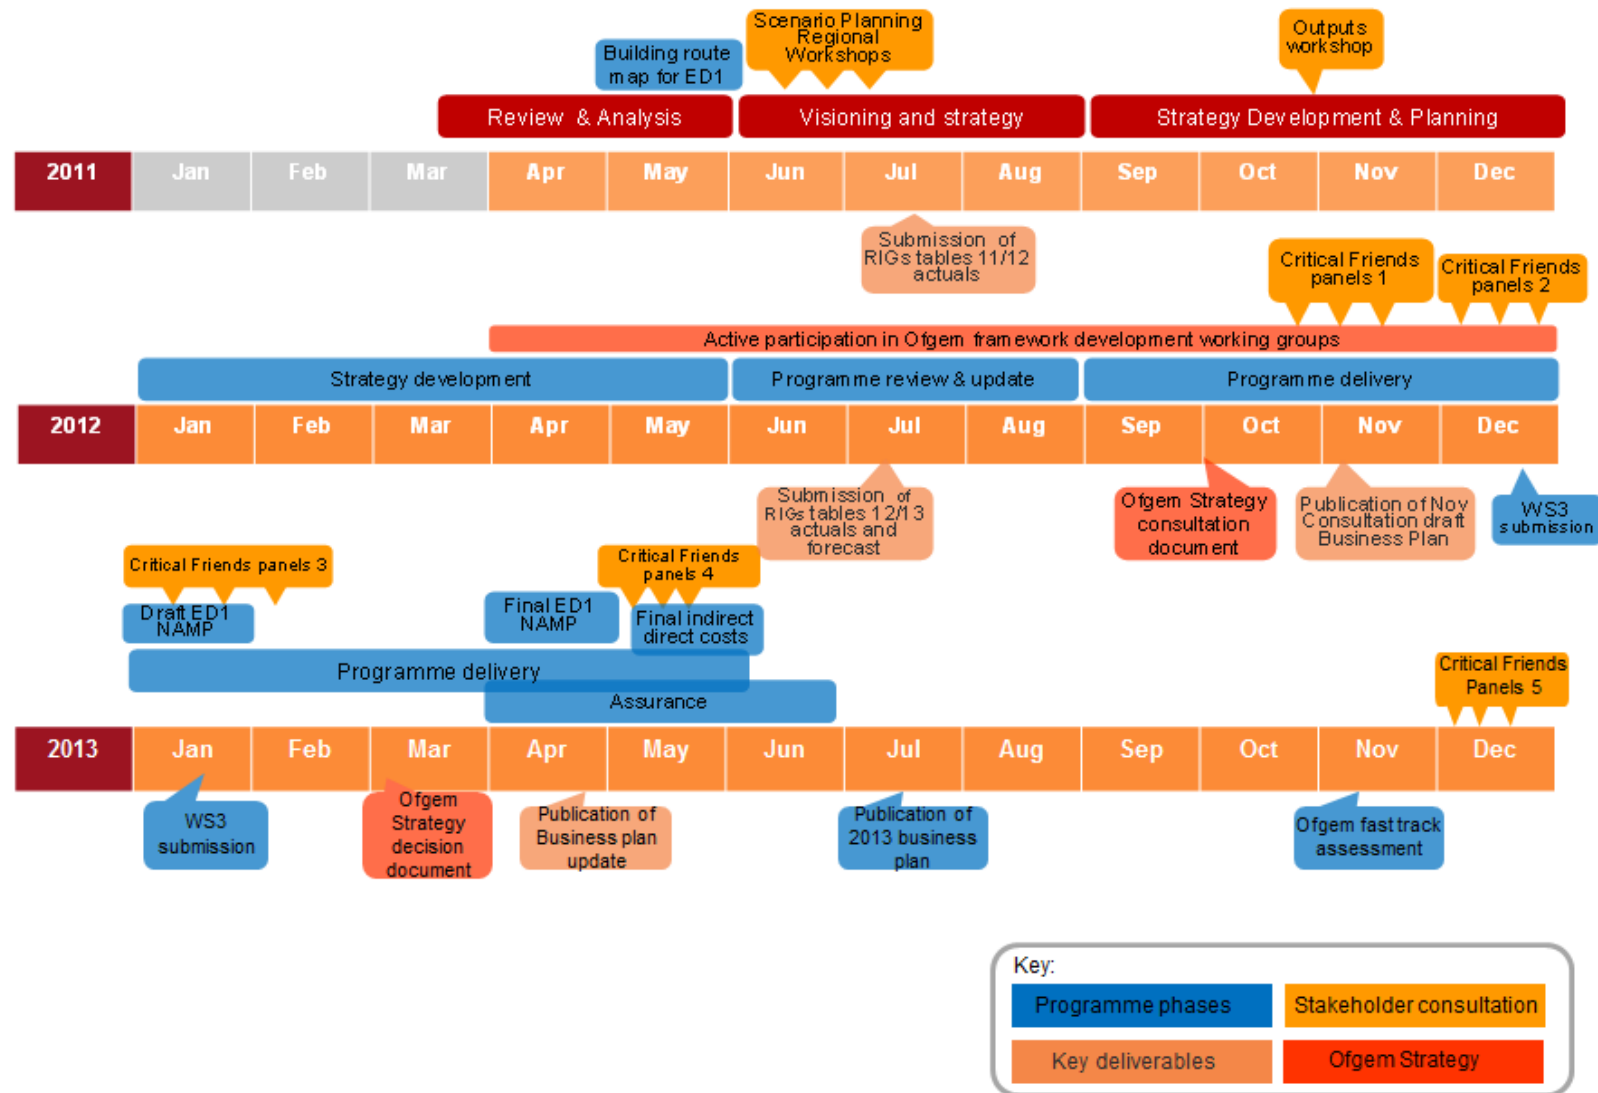 Scenario Planning
Regional
Workshops
Outputs
workshop
Building route
map for ED1
Review & Analysis
Visioning and strategy
Strategy Development & Planning
2011 Jan Feb Mar Apr May Jun Jul Aug Sep Oct Nov Dec
Submission of
RIGs tables 11/12
actuals
Critical Friends
panels 1
Critical Friends
panels 2
Active participation in Ofgem framework development working groups
Strategy development
Programme review & update
Programme delivery
2012 Jan Feb Mar Apr May Jun Jul Aug Sep Oct Nov Dec
Submission of
RIGs tables 12/13
actuals and
forecast
Ofgem Strategy
consultation
document
Publication of Nov
Consultation draft
Business Plan
WS3
submission
Critical Friends panels 3
Critical Friends
panels 4
Draft ED1
NAMP
Final ED1
NAMP
Final indirect
direct costs
Programme delivery
Assurance
Critical Friends
Panels 5
2013 Jan Feb Mar Apr May Jun Jul Aug Sep Oct Nov Dec
WS3
submission
Ofgem
Strategy
decision
document
Publication of
Business plan
update
Publication of
2013 business
plan
Ofgem fast track
assessment
Key:
Programme phases
Stakeholder consultation
Key deliverables
Ofgem Strategy